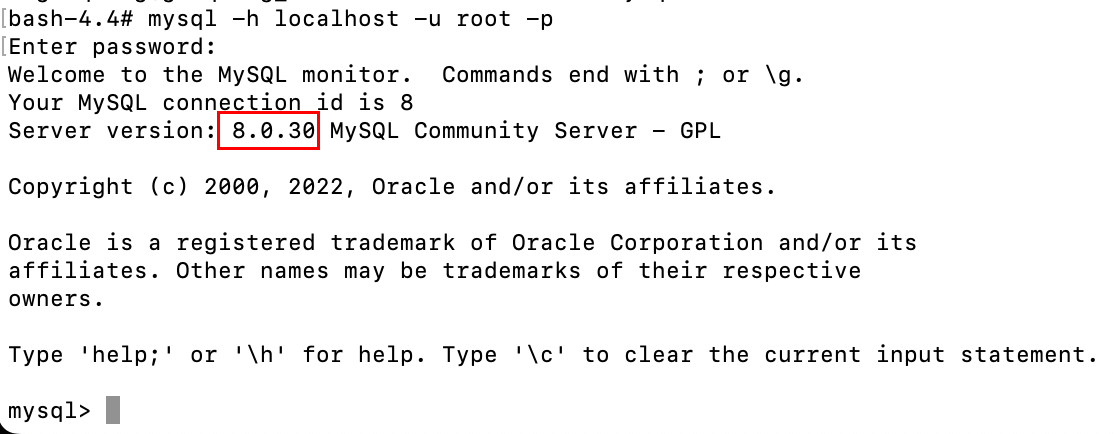 [bash-4.4# mysql -h localhost -u root -p
[Enter password:
Welcome to the MySQL monitor.  Commands end with ; or \g.
Your MySQL connection id is 8
Server version: 8.0.30 MySQL Community Server - GPL
Copyright (c) 2000, 2022, Oracle and/or its affiliates.
Oracle is a registered trademark of Oracle Corporation and/or its
affiliates. Other names may be trademarks of their respective
owners.
Type 'help;' or '\h' for help. Type '\c' to clear the current input statement.
mysql>